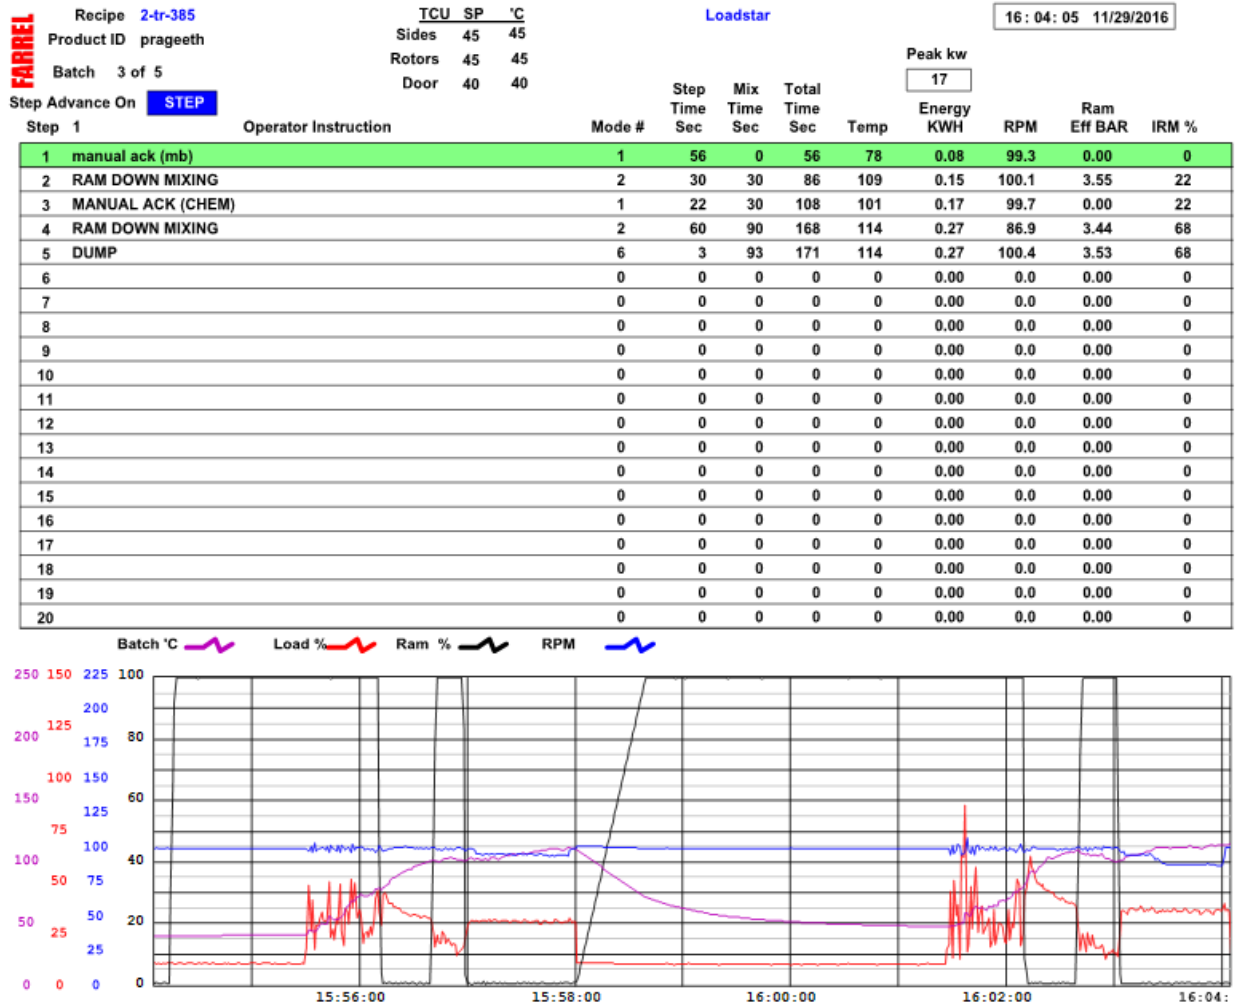 FARREL
Recipe 2-tr-385
Product ID prageeth
Batch 3 of 5
Step Advance On STEP
TCU SP 'C
Sides 45 45
Rotors 45 45
Door 40 40
Loadstar
16: 04: 05 11/29/2016
Peak kw
17
Step 1 Operator Instruction Mode # Step Time Sec Mix Time Sec Total Time Sec Temp Energy KWH RPM Ram Eff BAR IRM %
1 manual ack (mb) 1 56 0 56 78 0.08 99.3 0.00 0
2 RAM DOWN MIXING 2 30 30 86 109 0.15 100.1 3.55 22
3 MANUAL ACK (CHEM) 1 22 30 108 101 0.17 99.7 0.00 22
4 RAM DOWN MIXING 2 60 90 168 114 0.27 86.9 3.44 68
5 DUMP 6 3 93 171 114 0.27 100.4 3.53 68
6 0 0 0 0 0 0.00 0.0 0.00 0
7 0 0 0 0 0 0.00 0.0 0.00 0
8 0 0 0 0 0 0.00 0.0 0.00 0
9 0 0 0 0 0 0.00 0.0 0.00 0
10 0 0 0 0 0 0.00 0.0 0.00 0
11 0 0 0 0 0 0.00 0.0 0.00 0
12 0 0 0 0 0 0.00 0.0 0.00 0
13 0 0 0 0 0 0.00 0.0 0.00 0
14 0 0 0 0 0 0.00 0.0 0.00 0
15 0 0 0 0 0 0.00 0.0 0.00 0
16 0 0 0 0 0 0.00 0.0 0.00 0
17 0 0 0 0 0 0.00 0.0 0.00 0
18 0 0 0 0 0 0.00 0.0 0.00 0
19 0 0 0 0 0 0.00 0.0 0.00 0
20 0 0 0 0 0 0.00 0.0 0.00 0
Batch 'C Load % Ram % RPM
250 150 225 100
200
125
200 175 80
100 150
150 60
125
75
100 100 40
50 75
50 50 20
25
25
0 0 0 0
15:56:00 15:58:00 16:00:00 16:02:00 16:04: